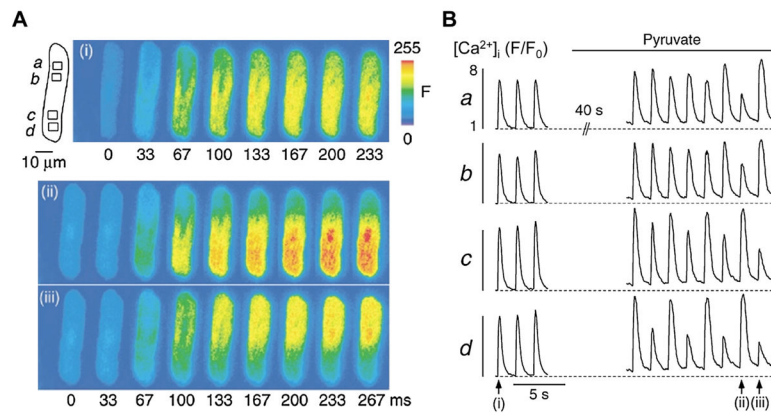 A
B
(i)
a
b
c
d
10 μm
0 33 67 100 133 167 200 233
255
F
0
(ii)
(iii)
0 33 67 100 133 167 200 233 267 ms
[Ca²⁺]ᵢ (F/F₀)
Pyruvate
8
a
1
40 s
//
b
c
d
5 s
(i)
(ii) (iii)